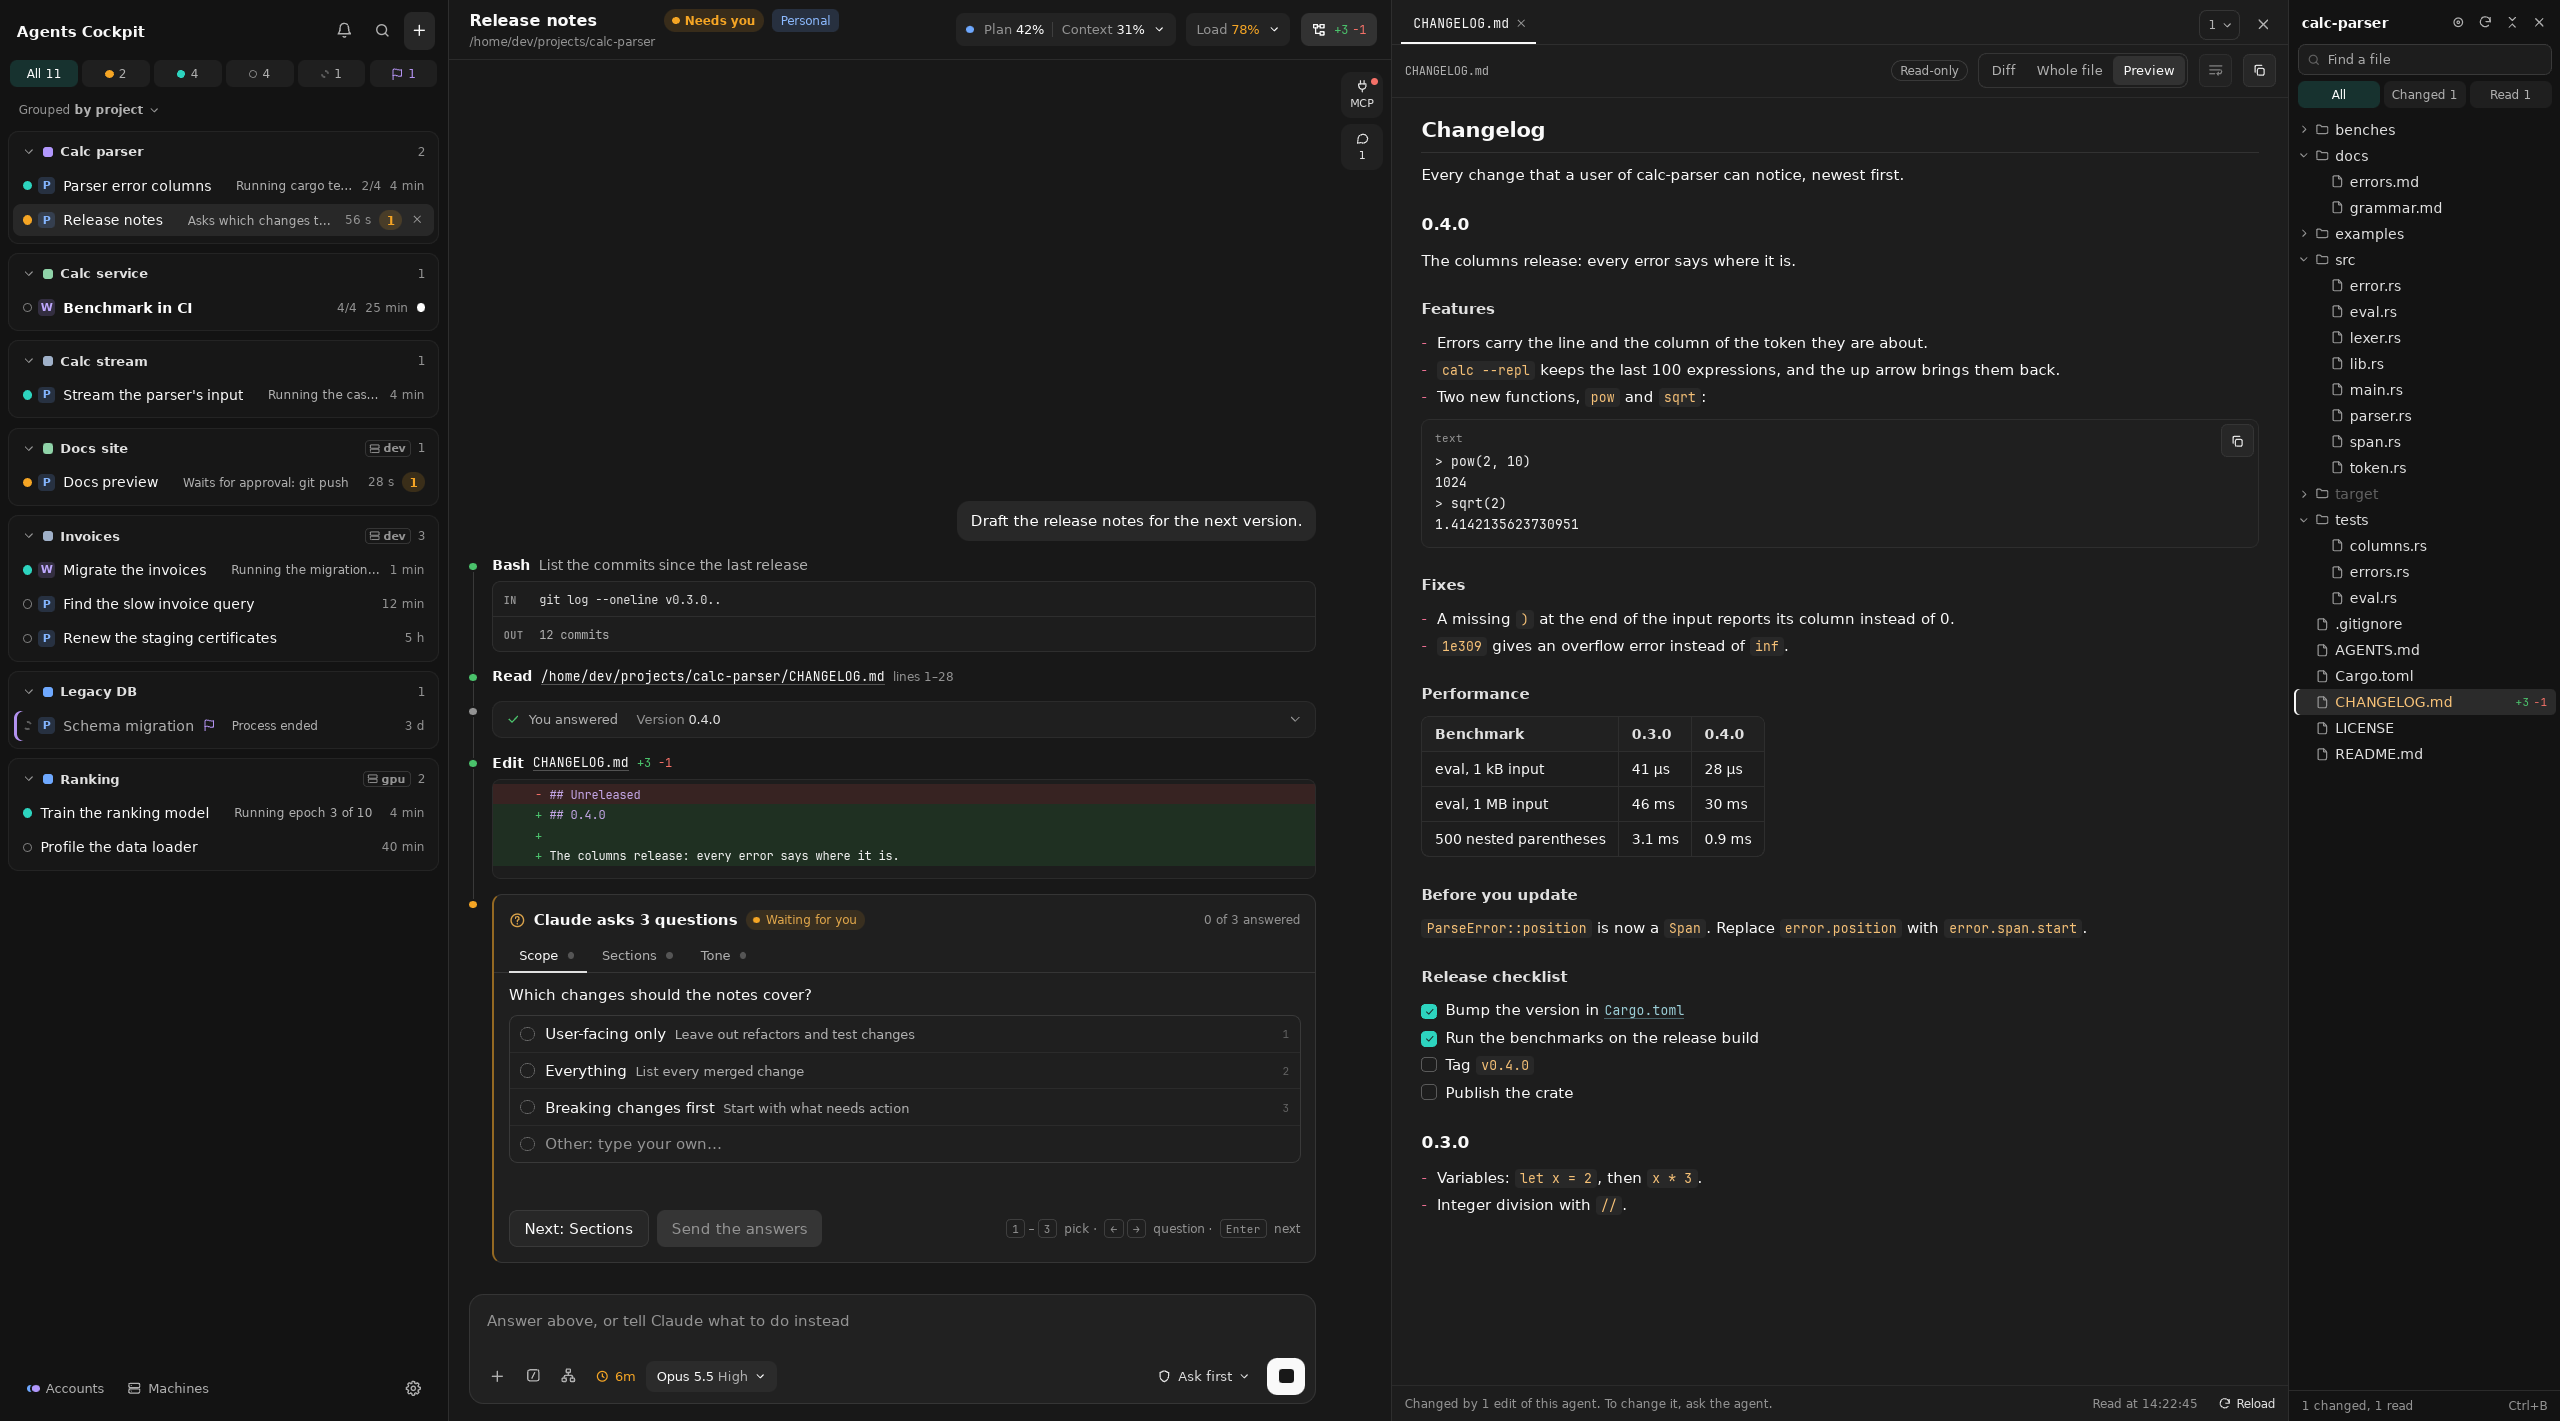 Agents Cockpit
All 11
2
4
4
1
1
Grouped by project
Calc parser
2
P Parser error columns Running cargo te... 2/4 4 min
P Release notes Asks which changes t... 56 s 1
Calc service
1
W Benchmark in CI 4/4 25 min
Calc stream
1
P Stream the parser's input Running the cas... 4 min
Docs site
dev 1
P Docs preview Waits for approval: git push 28 s 1
Invoices
dev 3
W Migrate the invoices Running the migration... 1 min
P Find the slow invoice query 12 min
P Renew the staging certificates 5 h
Legacy DB
1
P Schema migration Process ended 3 d
Ranking
gpu 2
Train the ranking model Running epoch 3 of 10 4 min
Profile the data loader 40 min
Accounts
Machines
Release notes
Needs you
Personal
/home/dev/projects/calc-parser
Plan 42% Context 31%
Load 78%
+3 -1
MCP
1
Draft the release notes for the next version.
Bash List the commits since the last release
IN git log --oneline v0.3.0..
OUT 12 commits
Read /home/dev/projects/calc-parser/CHANGELOG.md lines 1–28
You answered Version 0.4.0
Edit CHANGELOG.md +3 -1
- ## Unreleased
+ ## 0.4.0
+
+ The columns release: every error says where it is.
Claude asks 3 questions
Waiting for you
0 of 3 answered
Scope
Sections
Tone
Which changes should the notes cover?
User-facing only Leave out refactors and test changes 1
Everything List every merged change 2
Breaking changes first Start with what needs action 3
Other: type your own...
Next: Sections
Send the answers
1 – 3 pick · ← → question · Enter next
Answer above, or tell Claude what to do instead
6m
Opus 5.5 High
Ask first
CHANGELOG.md
1
CHANGELOG.md
Read-only
Diff
Whole file
Preview
Changelog
Every change that a user of calc-parser can notice, newest first.
0.4.0
The columns release: every error says where it is.
Features
- Errors carry the line and the column of the token they are about.
- calc --repl keeps the last 100 expressions, and the up arrow brings them back.
- Two new functions, pow and sqrt:
text
> pow(2, 10)
1024
> sqrt(2)
1.4142135623730951
Fixes
- A missing ) at the end of the input reports its column instead of 0.
- 1e309 gives an overflow error instead of inf.
Performance
Benchmark 0.3.0 0.4.0
eval, 1 kB input 41 µs 28 µs
eval, 1 MB input 46 ms 30 ms
500 nested parentheses 3.1 ms 0.9 ms
Before you update
ParseError::position is now a Span. Replace error.position with error.span.start.
Release checklist
Bump the version in Cargo.toml
Run the benchmarks on the release build
Tag v0.4.0
Publish the crate
0.3.0
- Variables: let x = 2, then x * 3.
- Integer division with //.
Changed by 1 edit of this agent. To change it, ask the agent.
Read at 14:22:45
Reload
calc-parser
Find a file
All
Changed 1
Read 1
benches
docs
errors.md
grammar.md
examples
src
error.rs
eval.rs
lexer.rs
lib.rs
main.rs
parser.rs
span.rs
token.rs
target
tests
columns.rs
errors.rs
eval.rs
.gitignore
AGENTS.md
Cargo.toml
CHANGELOG.md +3 -1
LICENSE
README.md
1 changed, 1 read
Ctrl+B